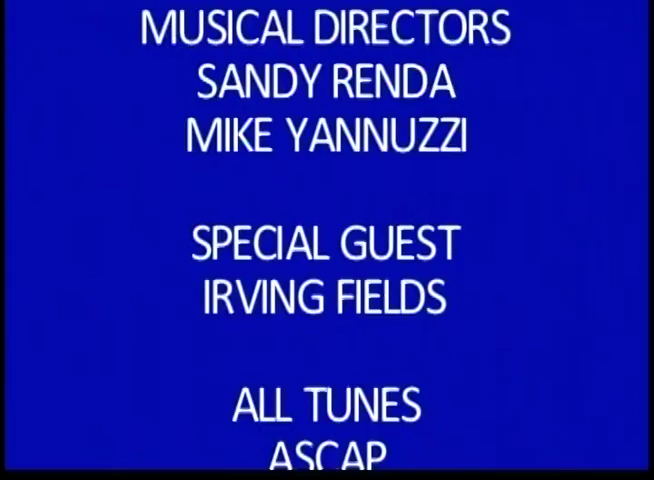 MUSICAL DIRECTORS
SANDY RENDA
MIKE YANNUZZI
SPECIAL GUEST
IRVING FIELDS
ALL TUNES
ASCAP